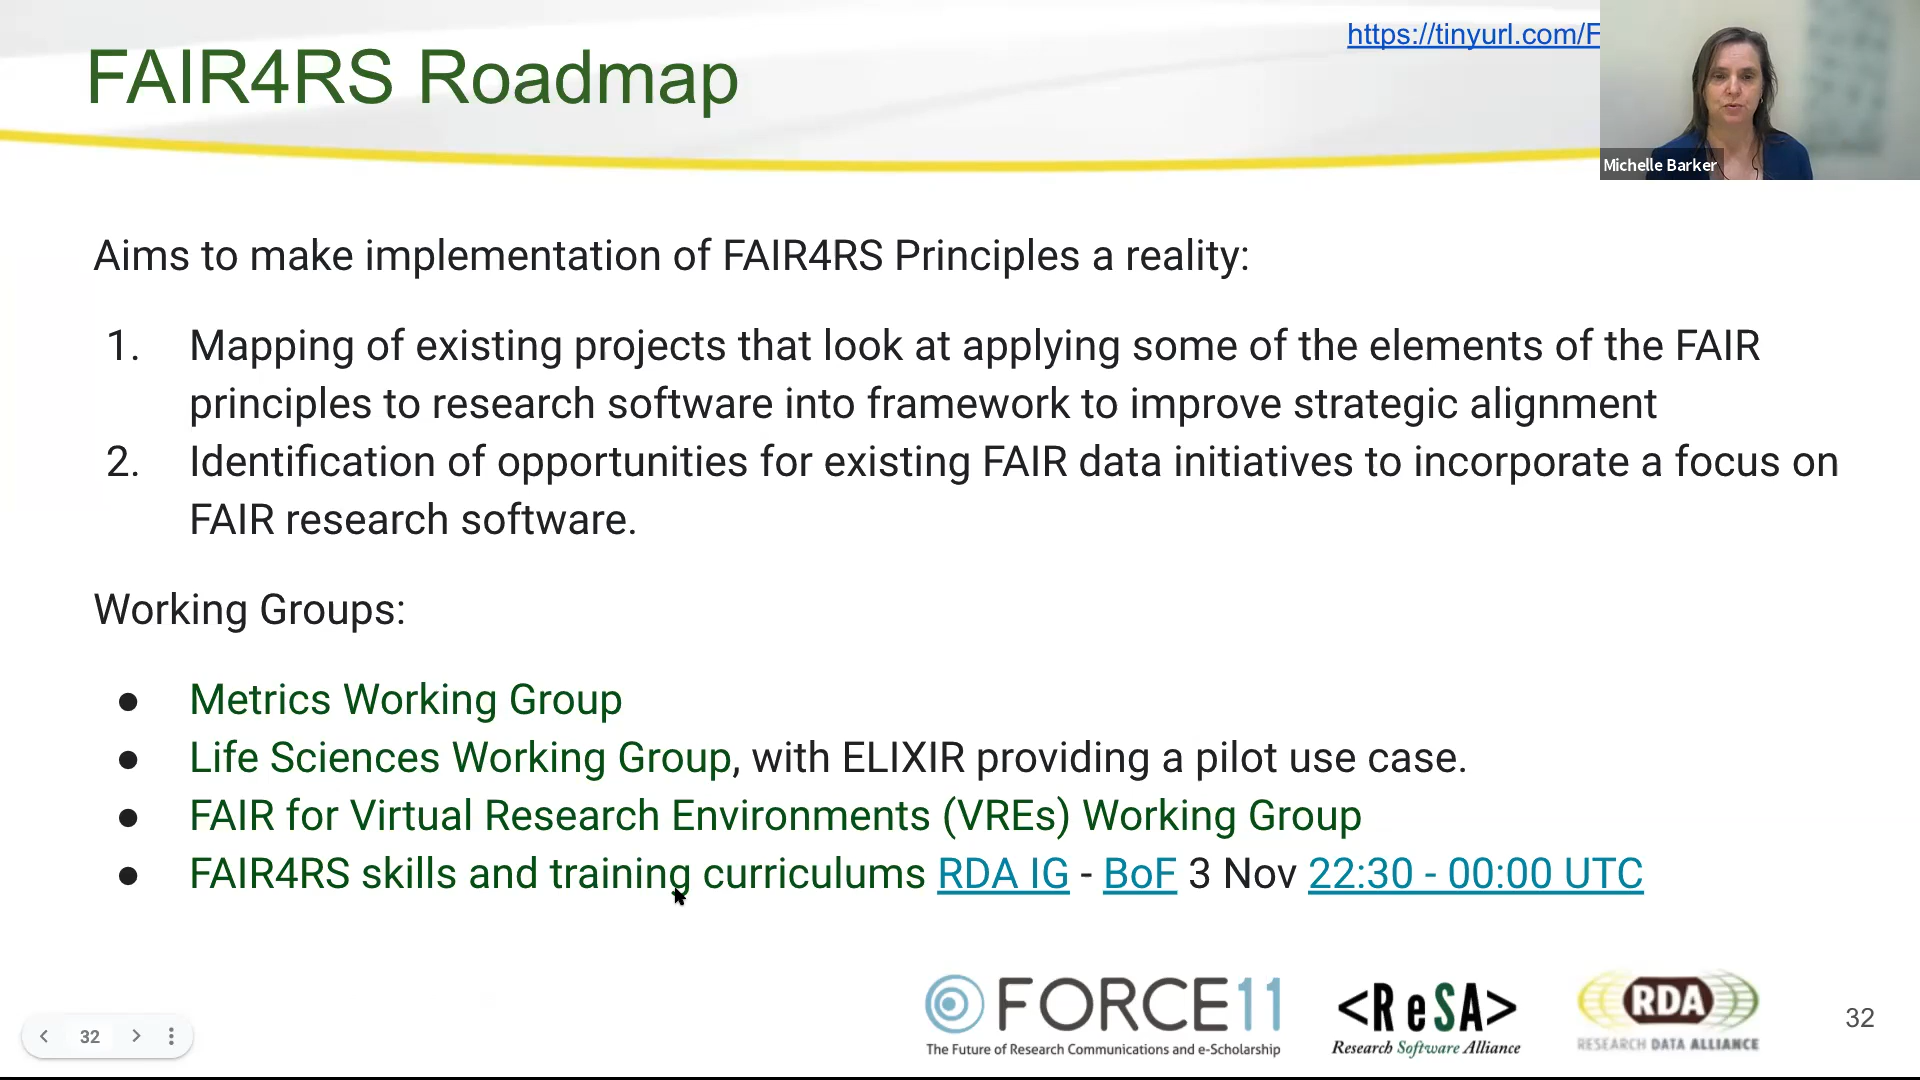 https://tinyurl.com/F
FAIR4RS Roadmap
Michelle Barker
Aims to make implementation of FAIR4RS Principles a reality:
1. Mapping of existing projects that look at applying some of the elements of the FAIR
principles to research software into framework to improve strategic alignment
2. Identification of opportunities for existing FAIR data initiatives to incorporate a focus on
FAIR research software.
Working Groups:
● Metrics Working Group
● Life Sciences Working Group, with ELIXIR providing a pilot use case.
● FAIR for Virtual Research Environments (VREs) Working Group
● FAIR4RS skills and training curriculums RDA IG - BoF 3 Nov 22:30 - 00:00 UTC
FORCE11
The Future of Research Communications and e-Scholarship
<ReSA>
Research Software Alliance
RDA
RESEARCH DATA ALLIANCE
32
32